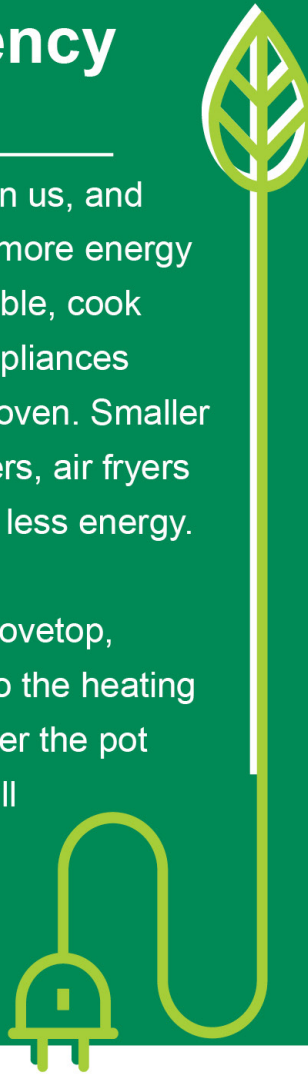 ency
n us, and
more energy
ble, cook
pliances
oven. Smaller
ers, air fryers
less energy.
ovetop,
o the heating
er the pot
ll